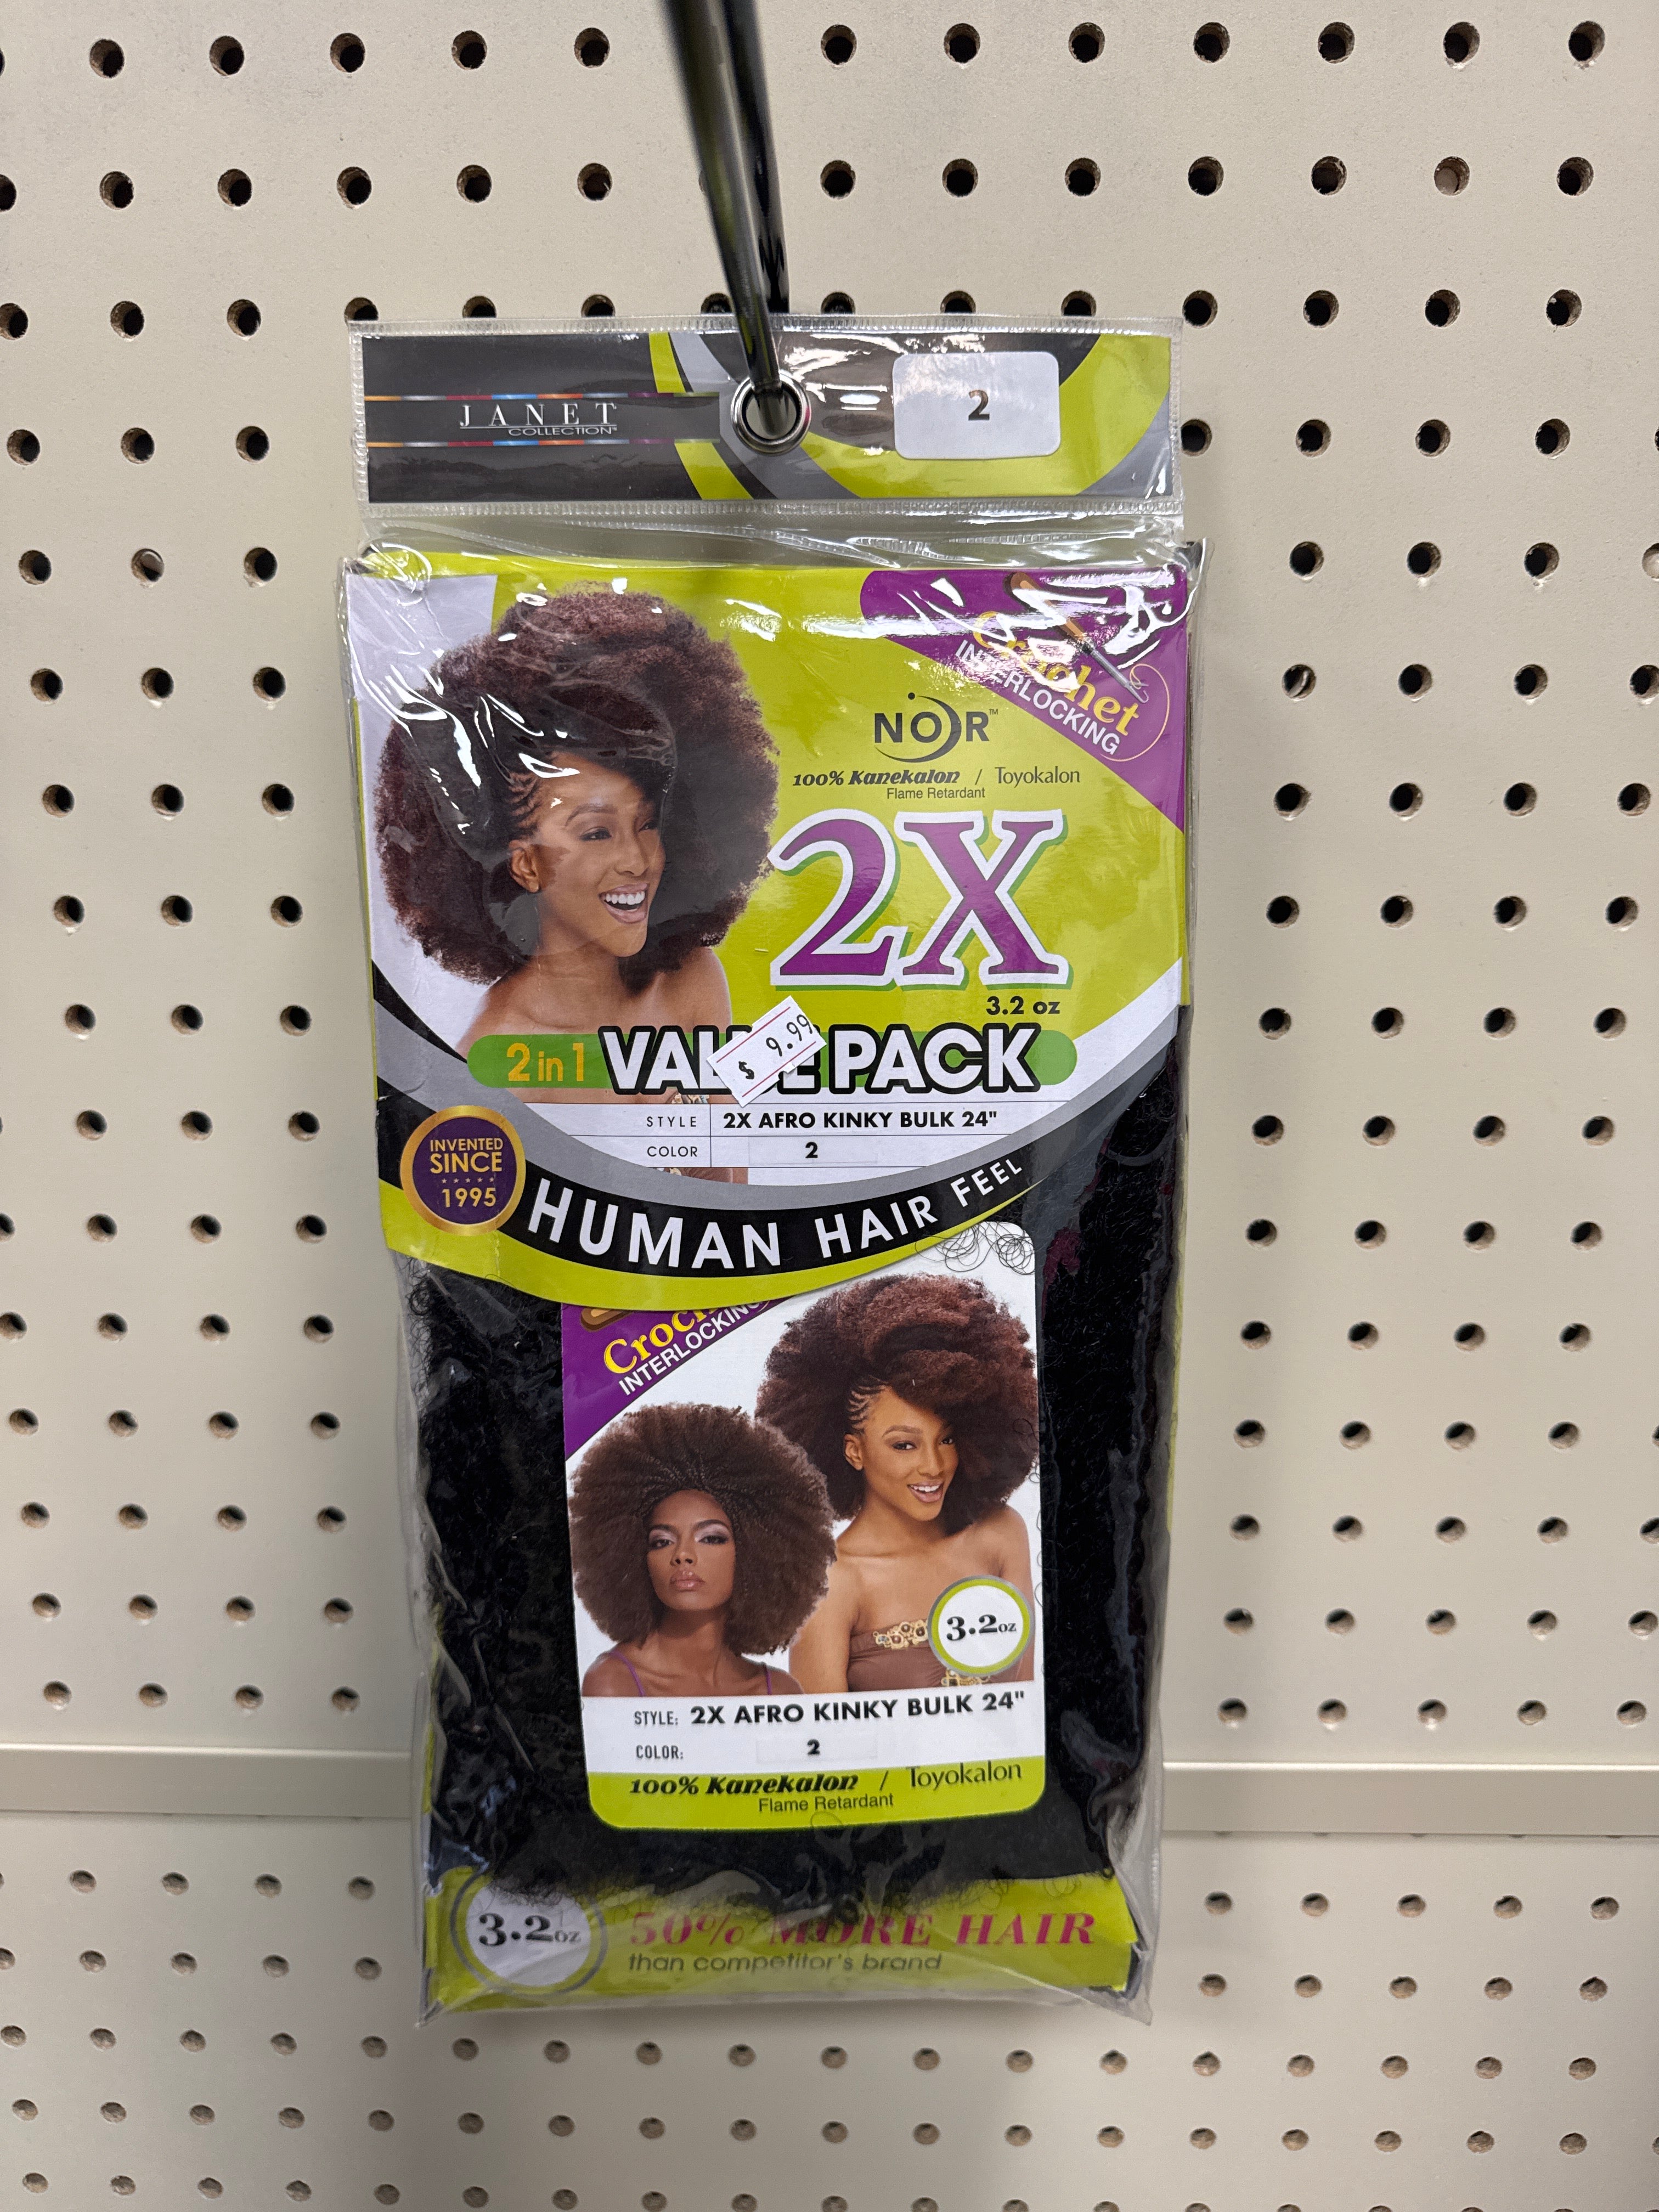 JANET
COLLECTION
2
Crochet
INTERLOCKING
NOIR™
100% Kanekalon / Toyokalon
Flame Retardant
2X
3.2 oz
2 in 1 VALUE PACK
$ 9.99
STYLE 2X AFRO KINKY BULK 24"
COLOR 2
INVENTED
SINCE
1995
HUMAN HAIR FEEL
INTERLOCKING
3.2oz
STYLE: 2X AFRO KINKY BULK 24"
COLOR: 2
100% Kanekalon / Toyokalon
Flame Retardant
3.2oz
50% MORE HAIR
than competitor's brand